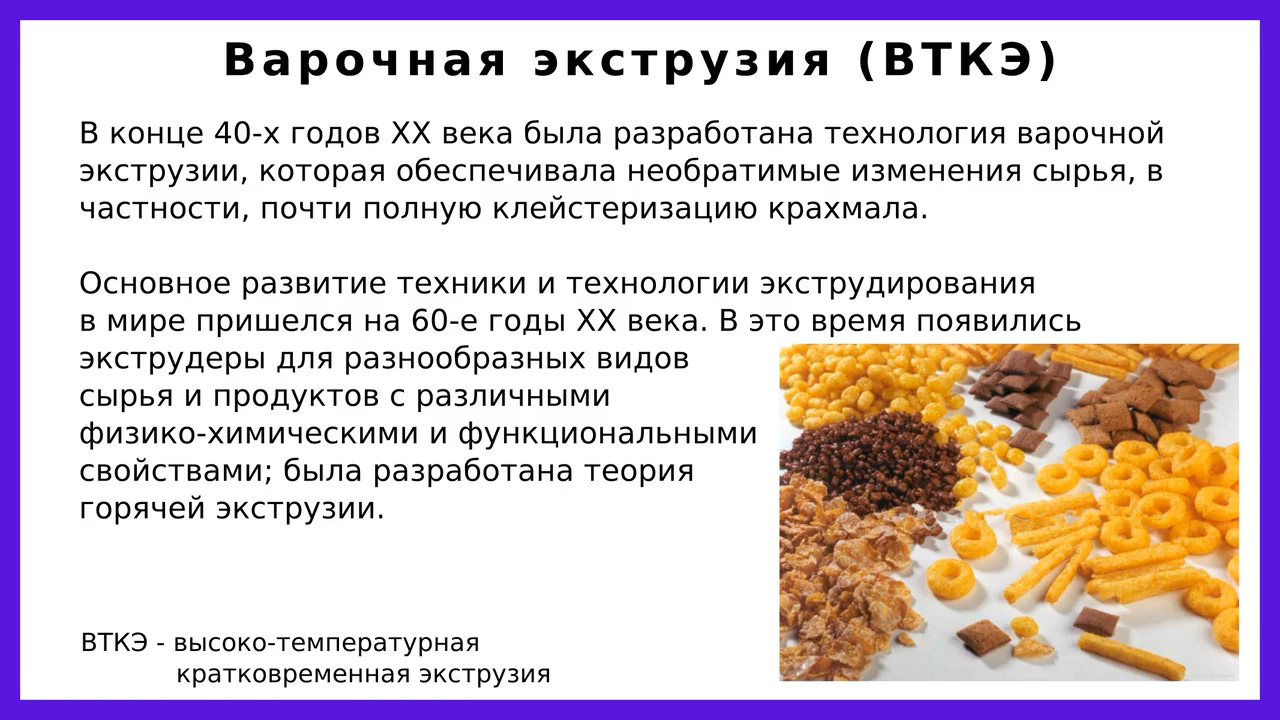 Варочная экструзия (ВТКЭ)
В конце 40-х годов XX века была разработана технология варочной
экструзии, которая обеспечивала необратимые изменения сырья, в
частности, почти полную клейстеризацию крахмала.
Основное развитие техники и технологии экструдирования
в мире пришелся на 60-е годы XX века. В это время появились
экструдеры для разнообразных видов
сырья и продуктов с различными
физико-химическими и функциональными
свойствами; была разработана теория
горячей экструзии.
ВТКЭ - высоко-температурная
кратковременная экструзия